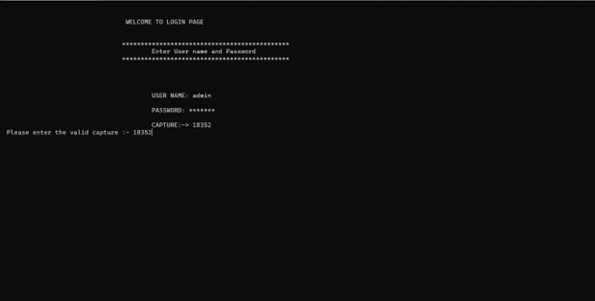 WELCOME TO LOGIN PAGE
*********************************************
Enter User name and Password
*********************************************
USER NAME: admin
PASSWORD: *******
CAPTURE:-> 18352
Please enter the valid capture :- 18352